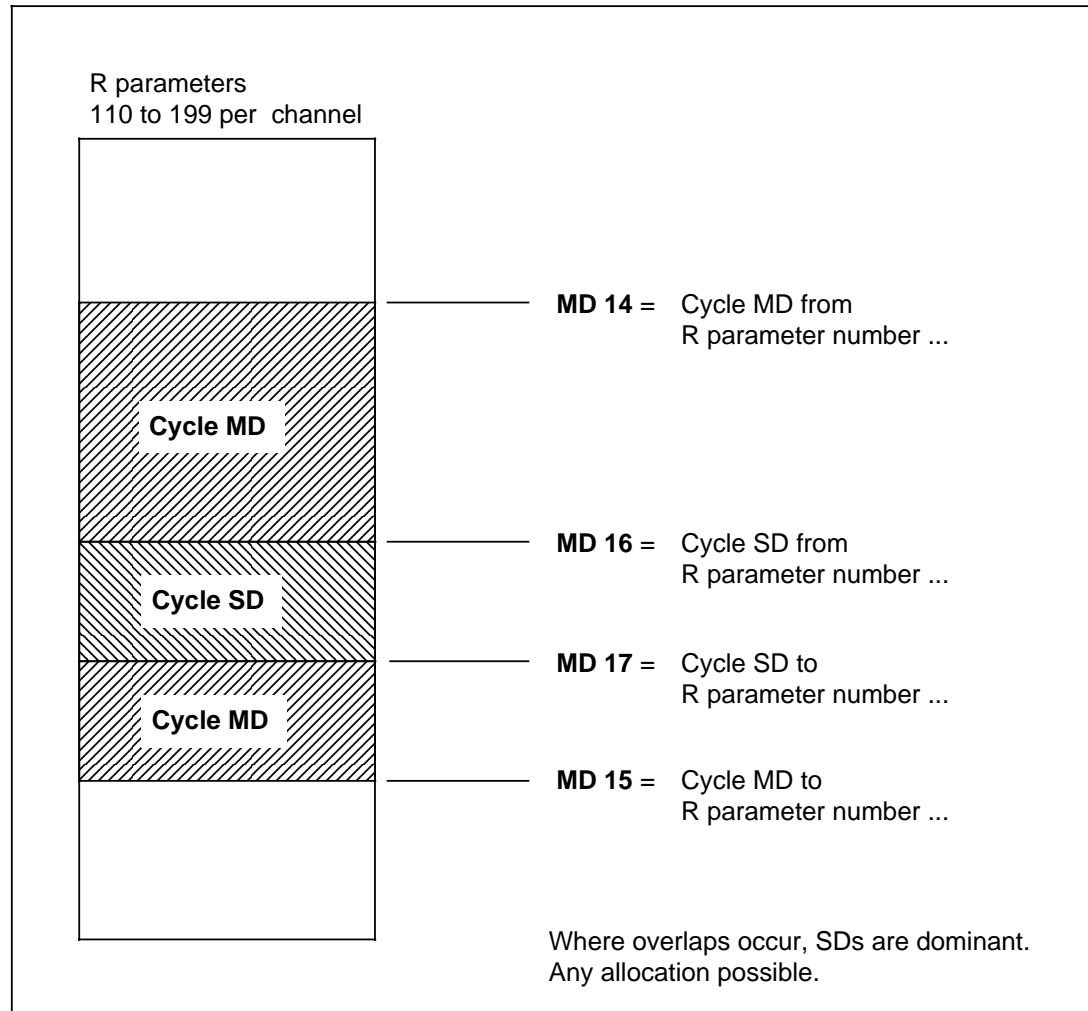 R parameters
110 to 199 per channel
MD 14 = Cycle MD from
R parameter number ...
Cycle MD
MD 16 = Cycle SD from
R parameter number ...
Cycle SD
MD 17 = Cycle SD to
R parameter number ...
Cycle MD
MD 15 = Cycle MD to
R parameter number ...
Where overlaps occur, SDs are dominant.
Any allocation possible.